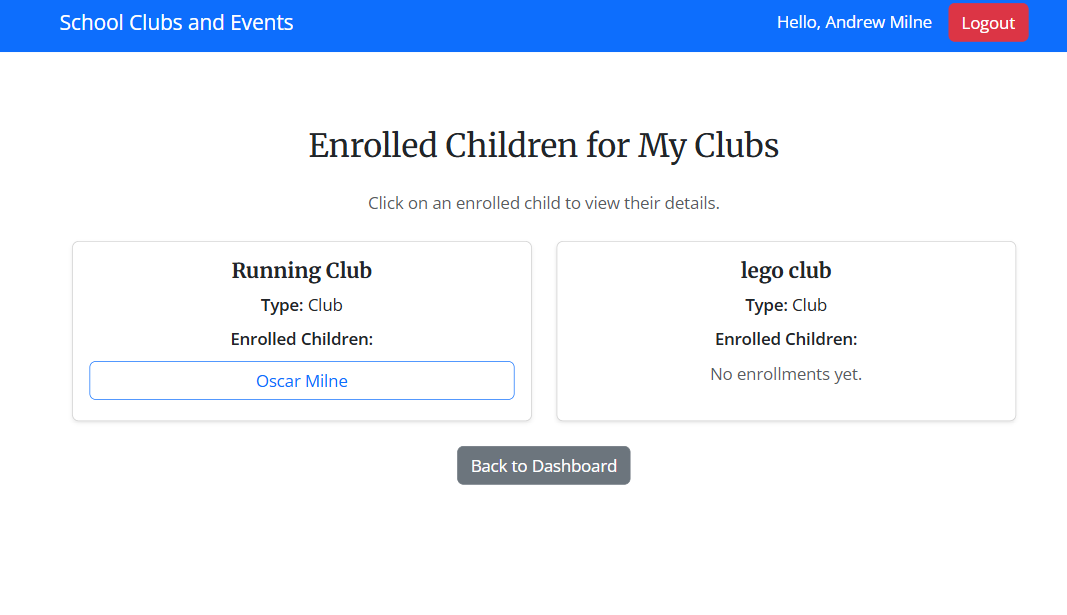 School Clubs and Events
Hello, Andrew Milne
Logout
Enrolled Children for My Clubs
Click on an enrolled child to view their details.
Running Club
Type: Club
Enrolled Children:
Oscar Milne
lego club
Type: Club
Enrolled Children:
No enrollments yet.
Back to Dashboard